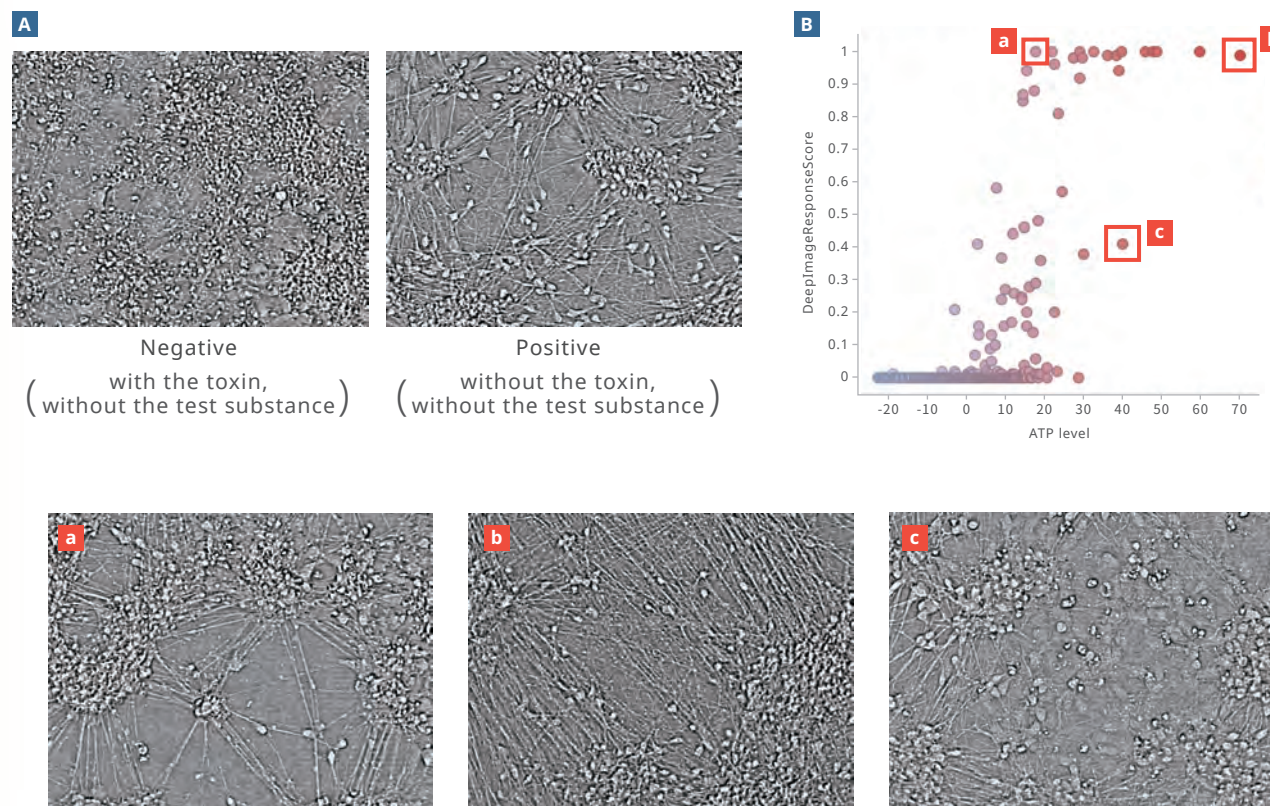 A
B
Negative
( with the toxin,
without the test substance )
Positive
( without the toxin,
without the test substance )
a
c
DeepImageResponseScore
1
0.9
0.8
0.7
0.6
0.5
0.4
0.3
0.2
0.1
0
-20 -10 0 10 20 30 40 50 60 70
ATP level
a
b
c